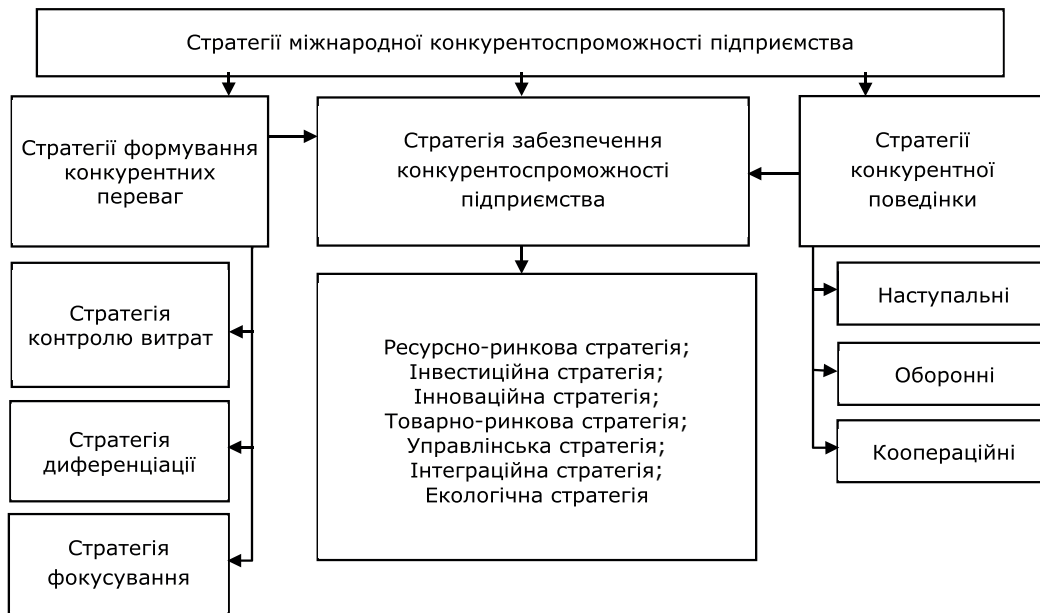 Стратегії міжнародної конкурентоспроможності підприємства
Стратегії формування
конкурентних
переваг
Стратегія забезпечення
конкурентоспроможності
підприємства
Стратегії
конкурентної
поведінки
Стратегія
контролю витрат
Стратегія
диференціації
Стратегія
фокусування
Ресурсно-ринкова стратегія;
Інвестиційна стратегія;
Інноваційна стратегія;
Товарно-ринкова стратегія;
Управлінська стратегія;
Інтеграційна стратегія;
Екологічна стратегія
Наступальні
Оборонні
Коопераційні